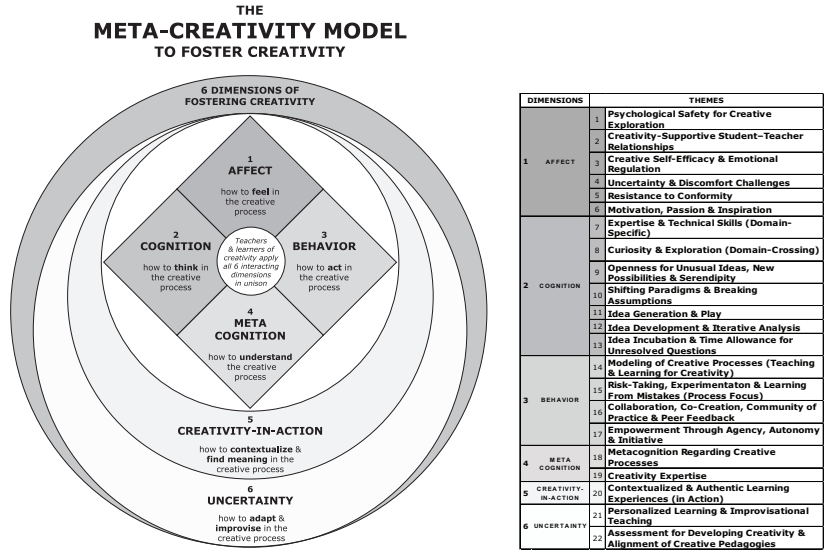 THE
META-CREATIVITY MODEL
TO FOSTER CREATIVITY
6 DIMENSIONS OF
FOSTERING CREATIVITY
1
AFFECT
how to feel in
the creative
process
2
COGNITION
how to think in
the creative
process
Teachers
& learners of
creativity apply
all 6 interacting
dimensions
in unison
3
BEHAVIOR
how to act in
the creative
process
4
META
COGNITION
how to understand
the creative
process
5
CREATIVITY-IN-ACTION
how to contextualize &
find meaning in the
creative process
6
UNCERTAINTY
how to adapt &
improvise in the
creative process
DIMENSIONS THEMES
1 AFFECT
1 Psychological Safety for Creative
Exploration
2 Creativity-Supportive Student–Teacher
Relationships
3 Creative Self-Efficacy & Emotional
Regulation
4 Uncertainty & Discomfort Challenges
5 Resistance to Conformity
6 Motivation, Passion & Inspiration
2 COGNITION
7 Expertise & Technical Skills (Domain-
Specific)
8 Curiosity & Exploration (Domain-Crossing)
9 Openness for Unusual Ideas, New
Possibilities & Serendipity
10 Shifting Paradigms & Breaking
Assumptions
11 Idea Generation & Play
12 Idea Development & Iterative Analysis
13 Idea Incubation & Time Allowance for
Unresolved Questions
3 BEHAVIOR
14 Modeling of Creative Processes (Teaching
& Learning for Creativity)
15 Risk-Taking, Experimentaton & Learning
From Mistakes (Process Focus)
16 Collaboration, Co-Creation, Community of
Practice & Peer Feedback
17 Empowerment Through Agency, Autonomy
& Initiative
4 META
COGNITION
18 Metacognition Regarding Creative
Processes
19 Creativity Expertise
5 CREATIVITY-
IN-ACTION
20 Contextualized & Authentic Learning
Experiences (in Action)
6 UNCERTAINTY
21 Personalized Learning & Improvisational
Teaching
22 Assessment for Developing Creativity &
Alignment of Creative Pedagogies